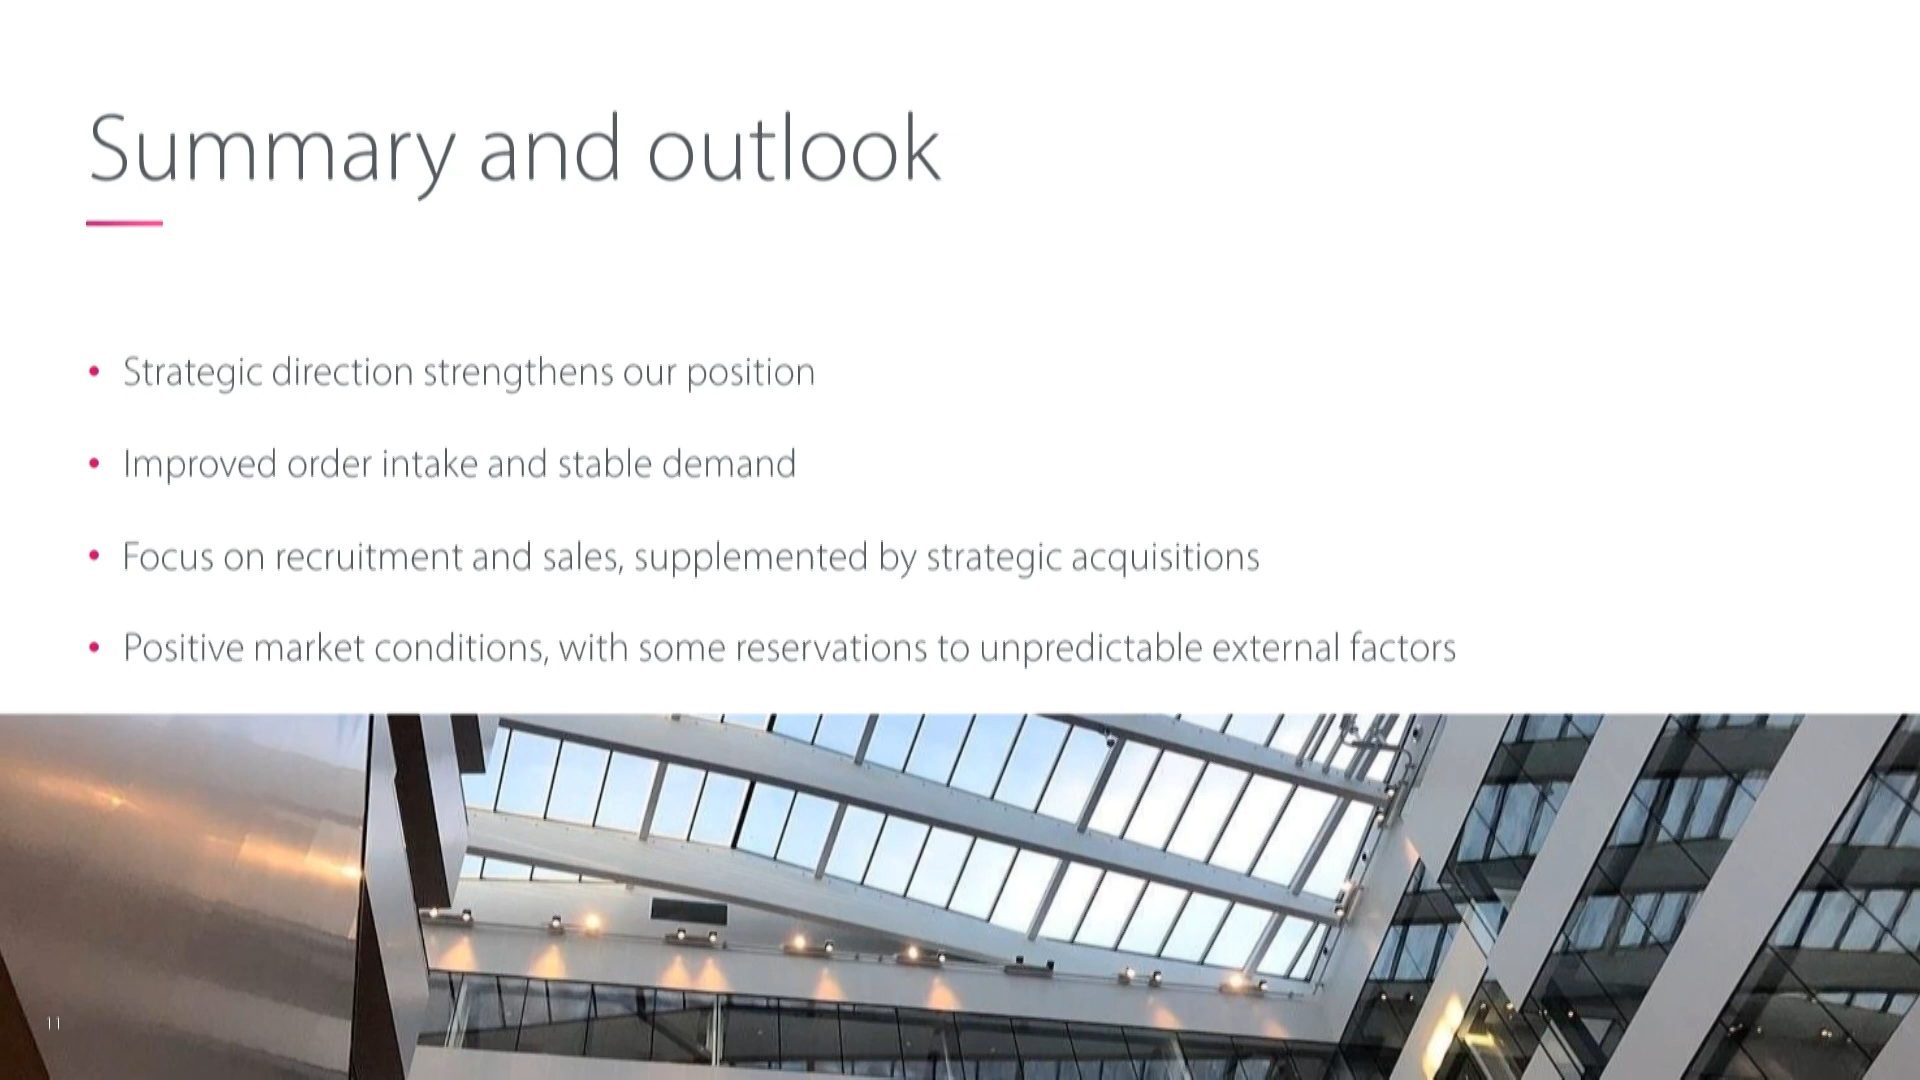 Summary and outlook
• Strategic direction strengthens our position
• Improved order intake and stable demand
• Focus on recruitment and sales, supplemented by strategic acquisitions
• Positive market conditions, with some reservations to unpredictable external factors
11